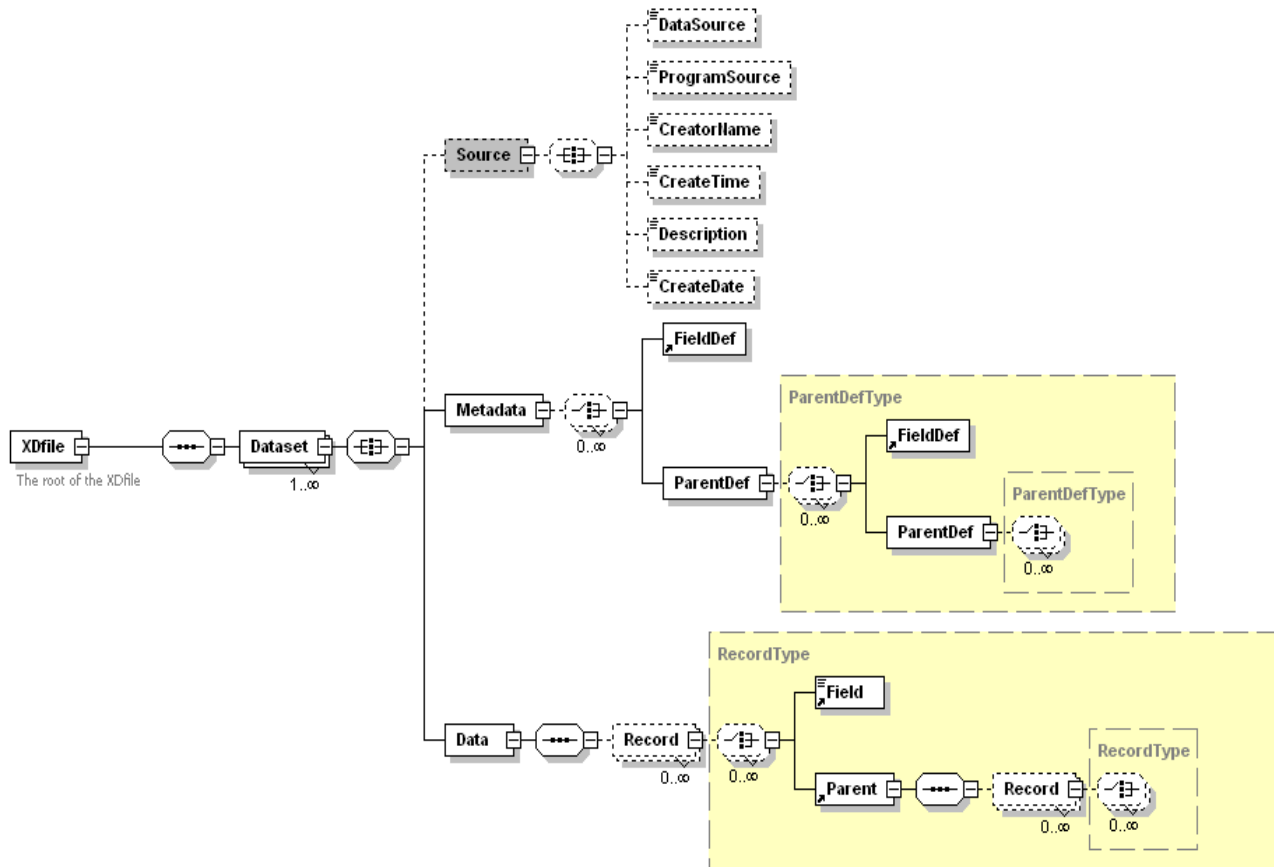 DataSource
ProgramSource
CreatorName
Source
CreateTime
Description
CreateDate
FieldDef
ParentDefType
Metadata
FieldDef
0..∞
XDfile
Dataset
The root of the XDfile
1..∞
ParentDef
ParentDefType
0..∞
ParentDef
0..∞
RecordType
Field
Data
Record
RecordType
0..∞
0..∞
Parent
Record
0..∞
0..∞